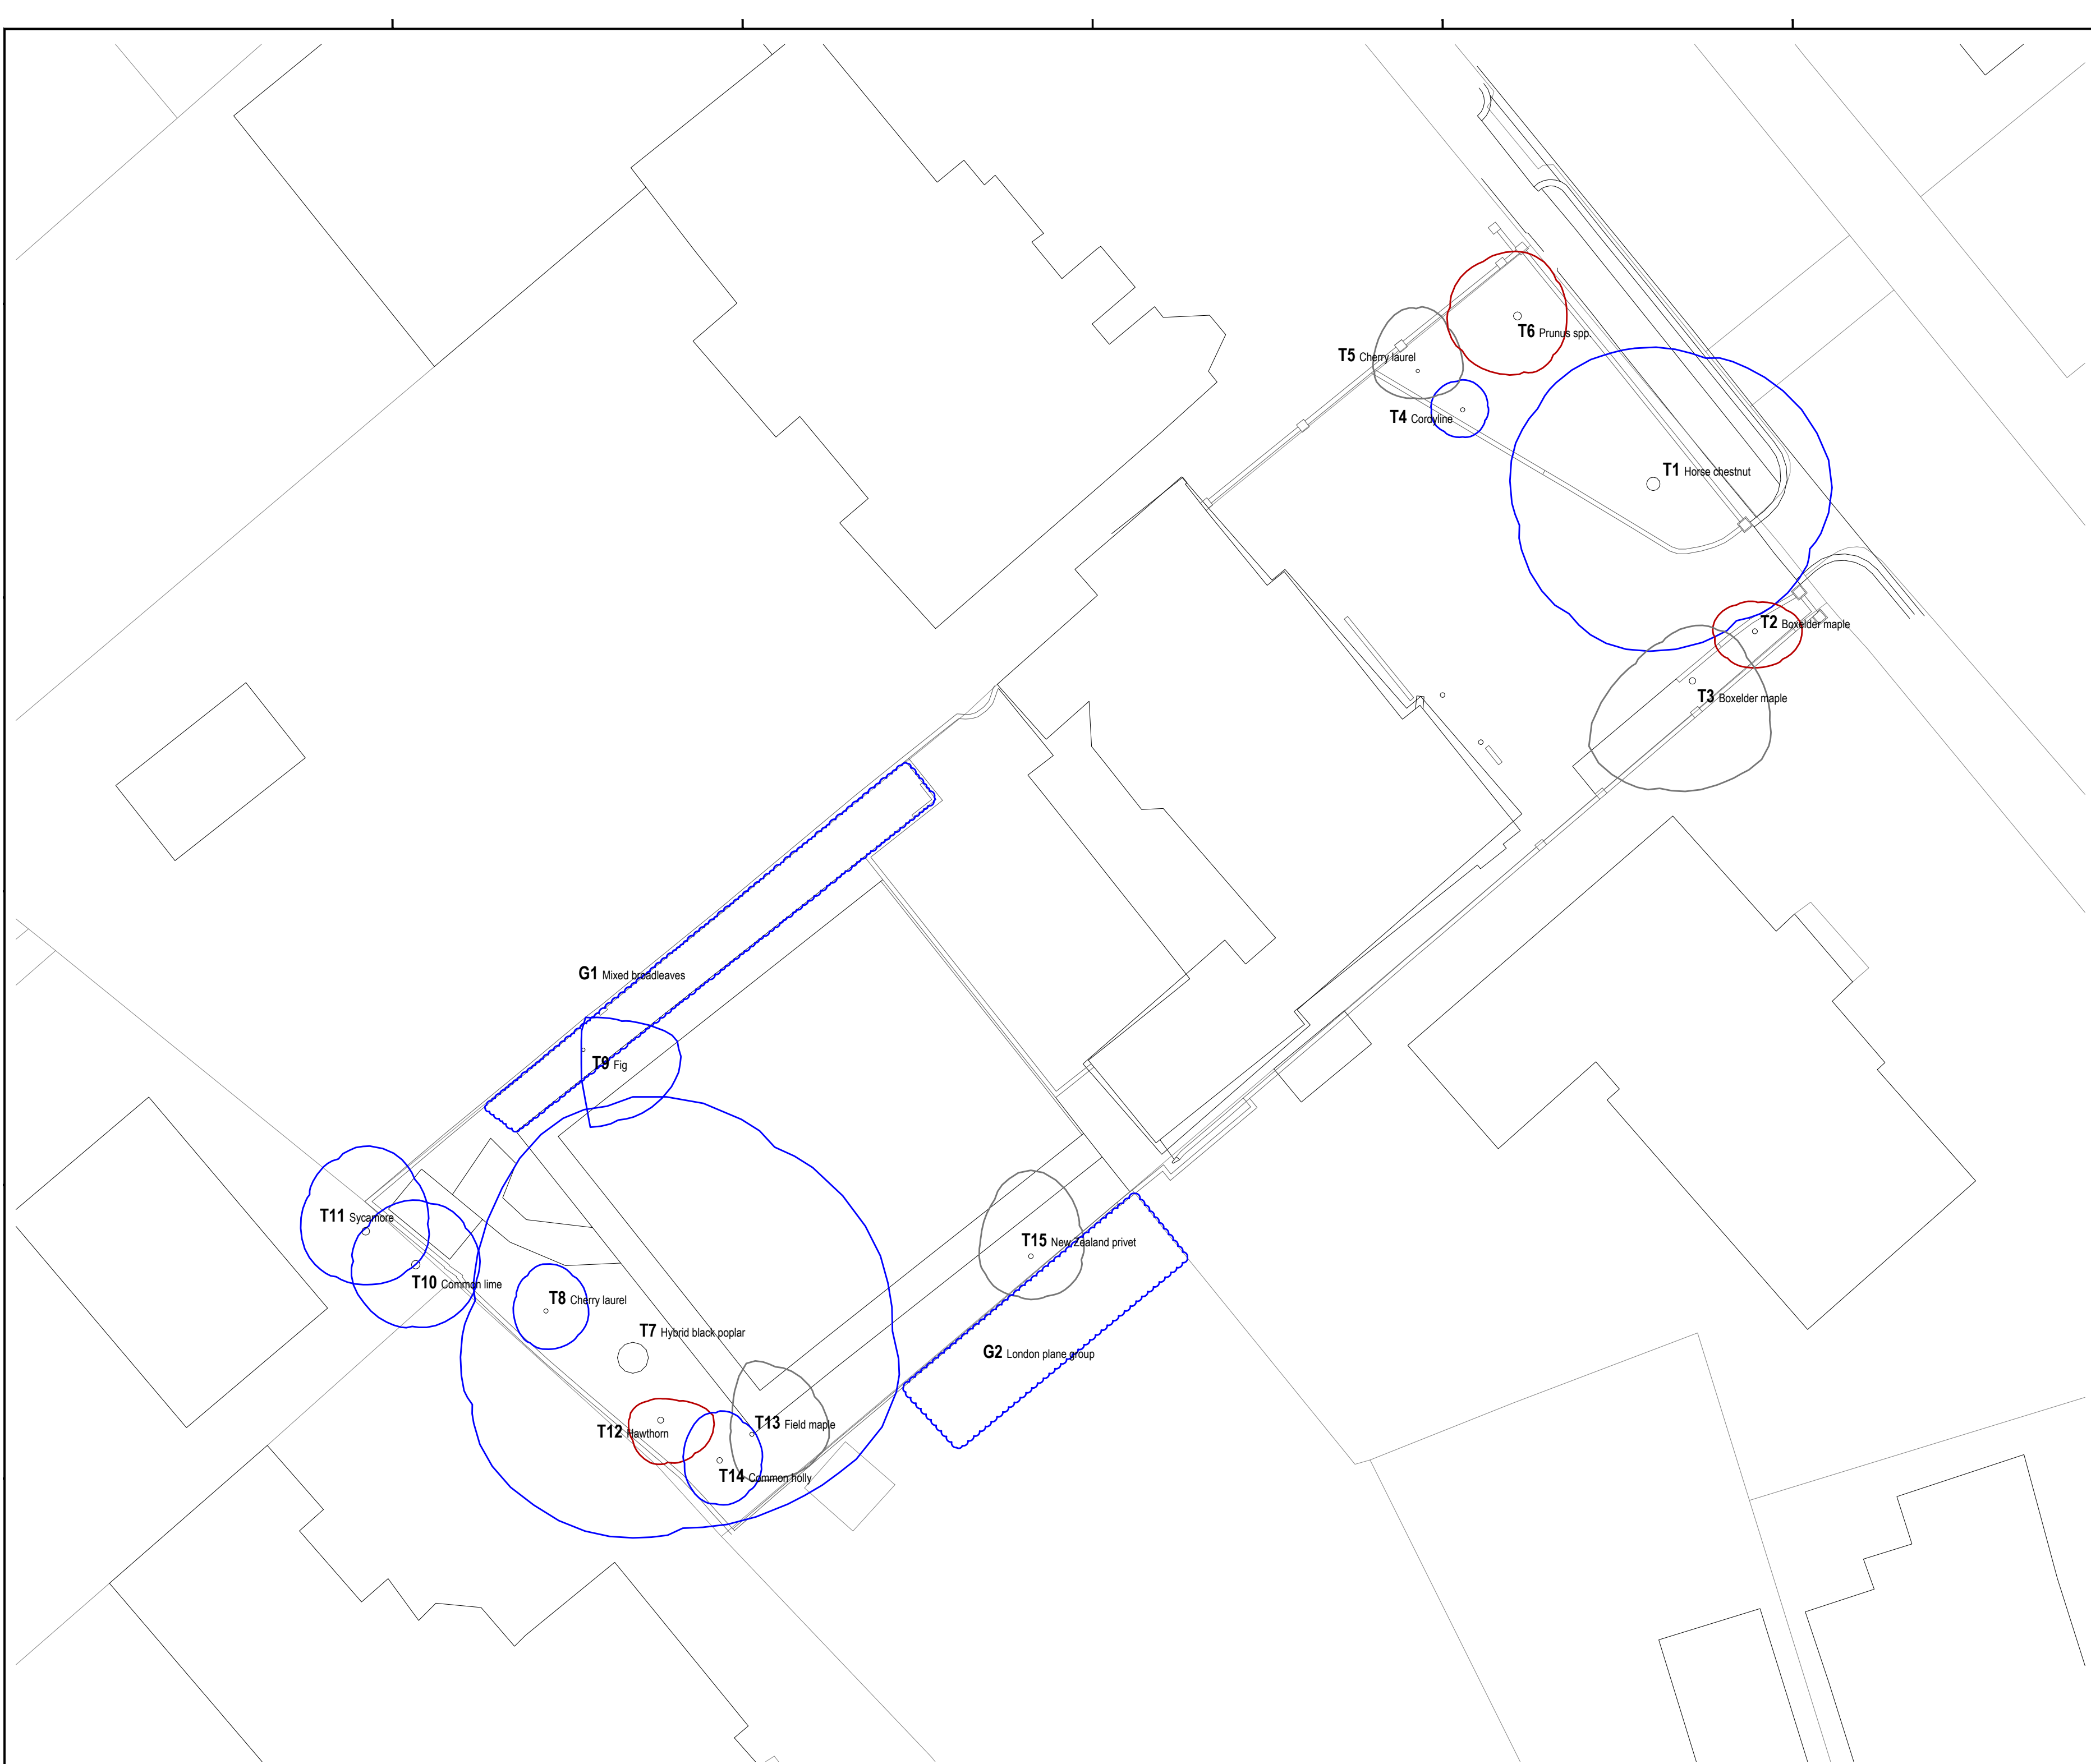 T6 Prunus spp.
T5 Cherry laurel
T4 Cordyline
T1 Horse chestnut
T2 Boxelder maple
T3 Boxelder maple
G1 Mixed broadleaves
T9 Fig
T11 Sycamore
T15 New Zealand privet
T10 Common lime
T8 Cherry laurel
T7 Hybrid black poplar
G2 London plane group
T13 Field maple
T12 Hawthorn
T14 Common holly